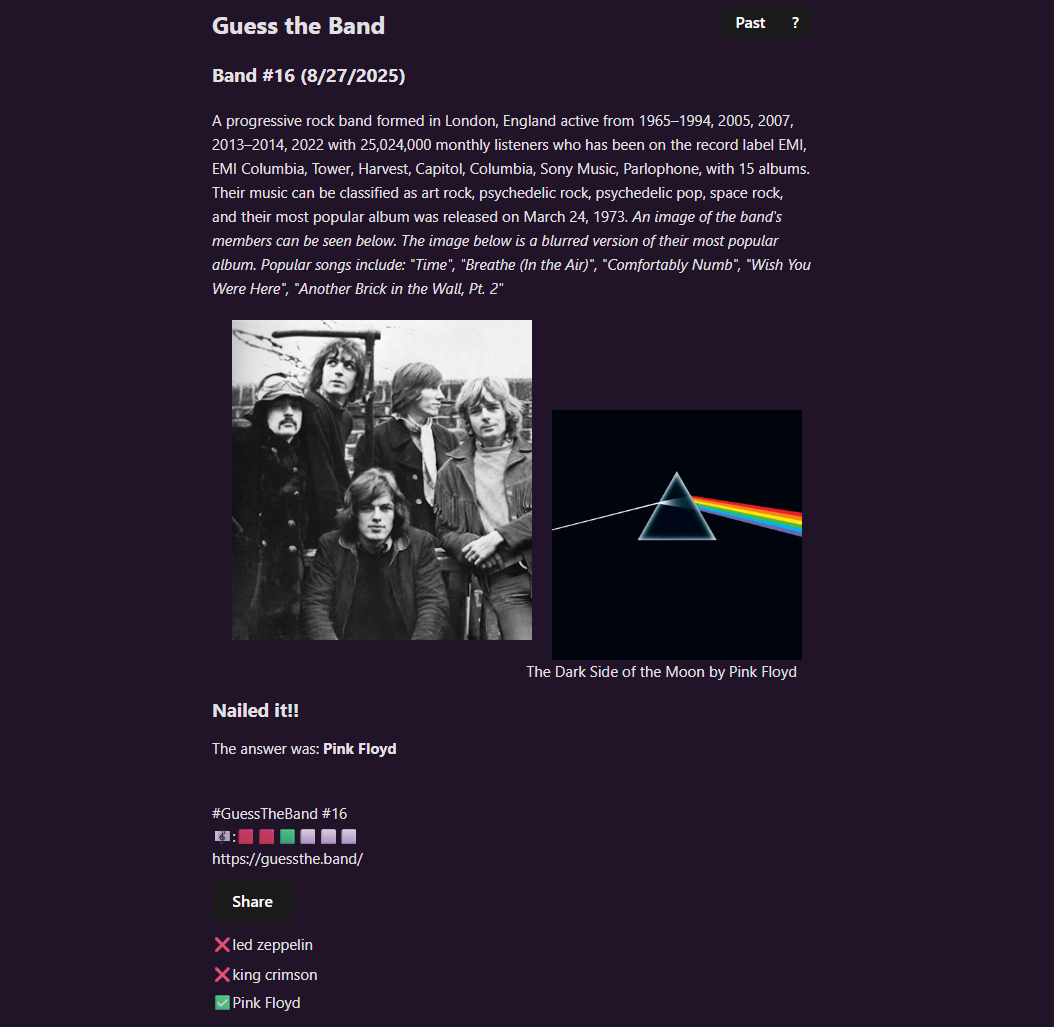 Guess the Band
Past
?
Band #16 (8/27/2025)
A progressive rock band formed in London, England active from 1965–1994, 2005, 2007,
2013–2014, 2022 with 25,024,000 monthly listeners who has been on the record label EMI,
EMI Columbia, Tower, Harvest, Capitol, Columbia, Sony Music, Parlophone, with 15 albums.
Their music can be classified as art rock, psychedelic rock, psychedelic pop, space rock,
and their most popular album was released on March 24, 1973. An image of the band's
members can be seen below. The image below is a blurred version of their most popular
album. Popular songs include: "Time", "Breathe (In the Air)", "Comfortably Numb", "Wish You
Were Here", "Another Brick in the Wall, Pt. 2"
The Dark Side of the Moon by Pink Floyd
Nailed it!!
The answer was: Pink Floyd
#GuessTheBand #16
🎼:🟥 🟥 🟩 ⬜ ⬜ ⬜
https://guessthe.band/
Share
❌led zeppelin
❌king crimson
✅Pink Floyd